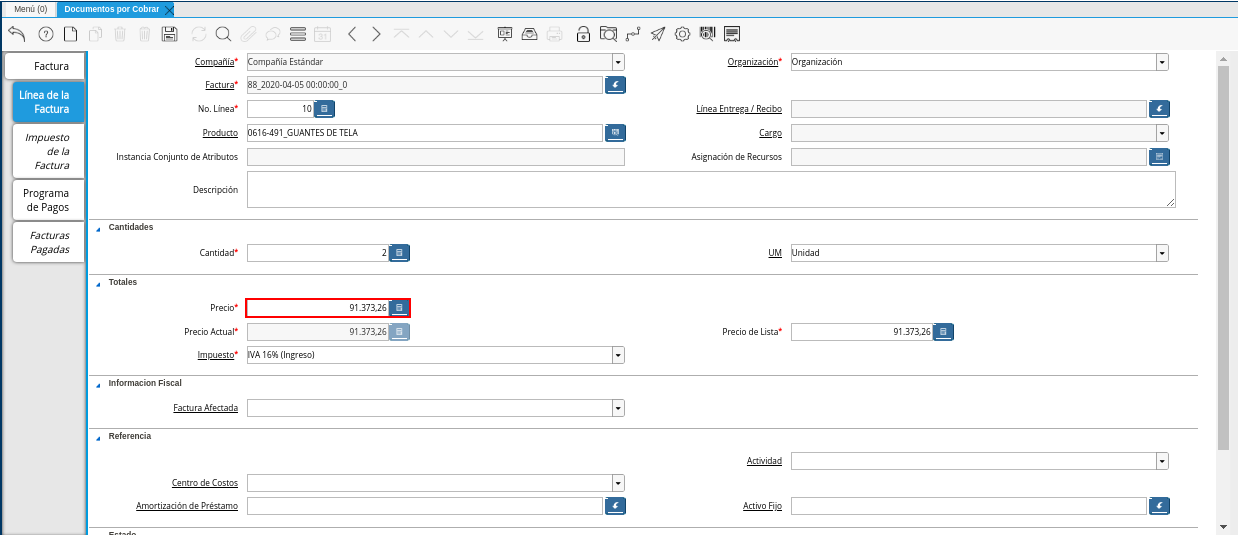 Menú (0)
Documentos por Cobrar
Factura
Línea de la
Factura
Impuesto
de la
Factura
Programa
de Pagos
Facturas
Pagadas
Compañía* Compañía Estándar
Organización* Organización
Factura* 88_2020-04-05 00:00:00_0
No. Línea* 10
Línea Entrega / Recibo
Producto 0616-491_GUANTES DE TELA
Cargo
Instancia Conjunto de Atributos
Asignación de Recursos
Descripción
Cantidades
Cantidad* 2
UM Unidad
Totales
Precio* 91.373,26
Precio Actual* 91.373,26
Precio de Lista* 91.373,26
Impuesto* IVA 16% (Ingreso)
Informacion Fiscal
Factura Afectada
Referencia
Actividad
Centro de Costos
Amortización de Préstamo
Activo Fijo
Estado